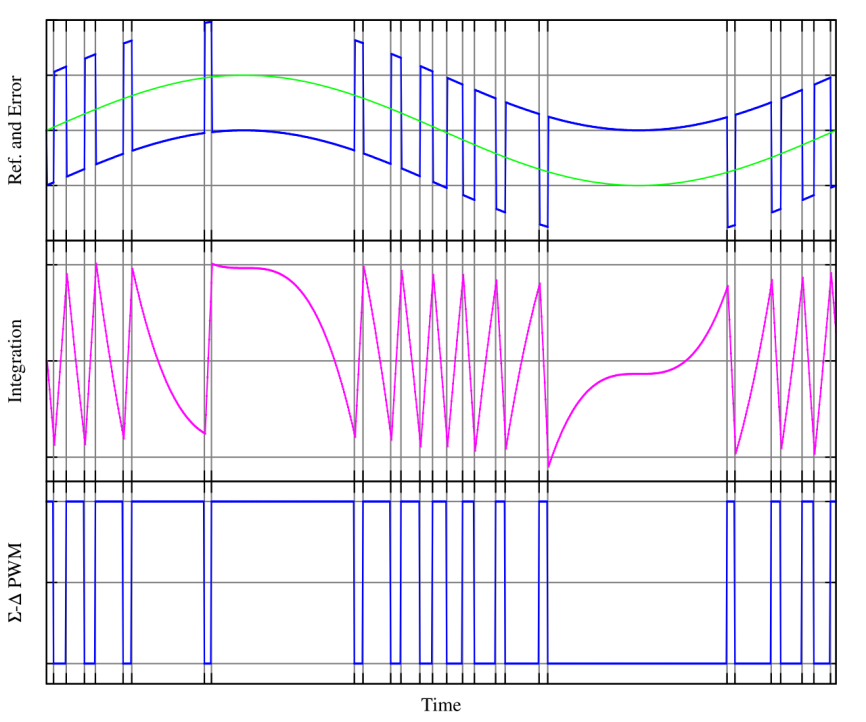 Ref. and Error
Integration
Σ-Δ PWM
Time